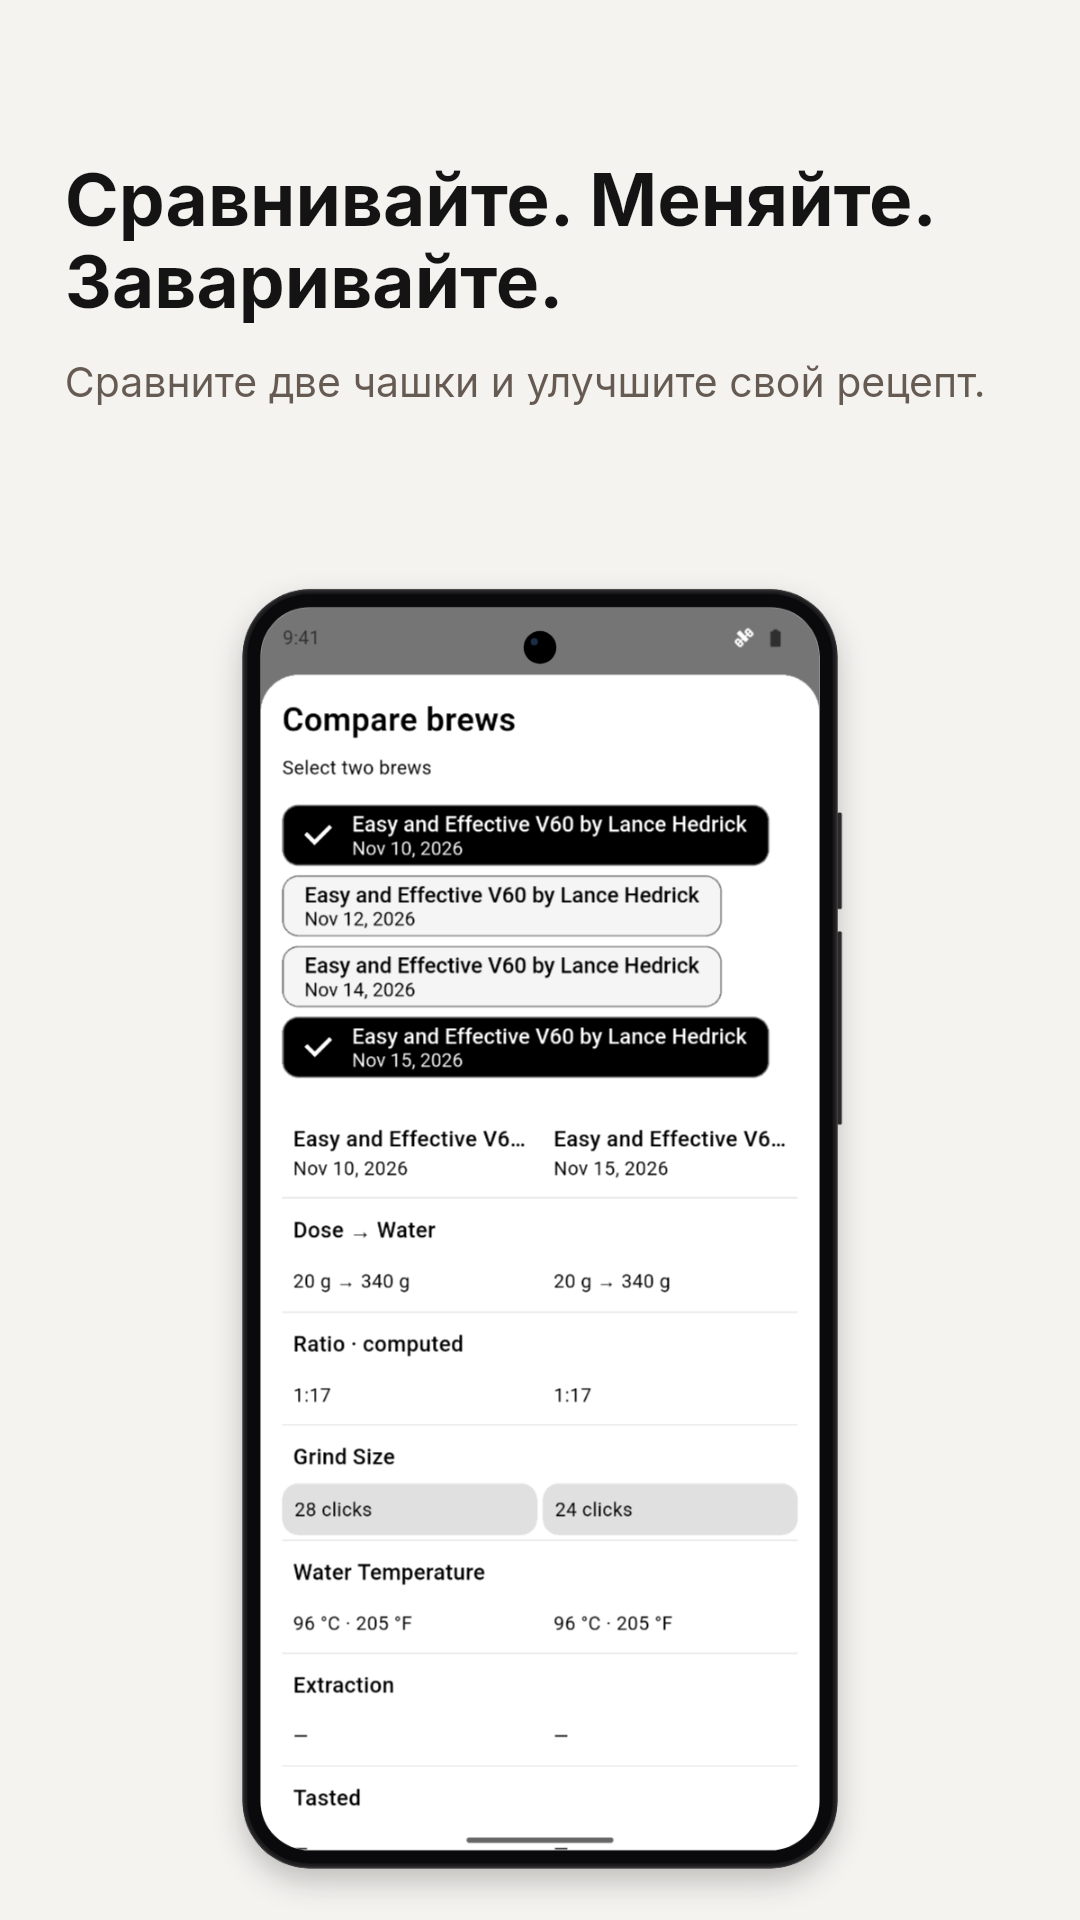 Сравнивайте. Меняйте.
Заваривайте.
Сравните две чашки и улучшите свой рецепт.
9:41
Compare brews
Select two brews
Easy and Effective V60 by Lance Hedrick
Nov 10, 2026
Easy and Effective V60 by Lance Hedrick
Nov 12, 2026
Easy and Effective V60 by Lance Hedrick
Nov 14, 2026
Easy and Effective V60 by Lance Hedrick
Nov 15, 2026
Easy and Effective V6... Easy and Effective V6...
Nov 10, 2026 Nov 15, 2026
Dose → Water
20 g → 340 g 20 g → 340 g
Ratio · computed
1:17 1:17
Grind Size
28 clicks 24 clicks
Water Temperature
96 °C · 205 °F 96 °C · 205 °F
Extraction
– –
Tasted
– –